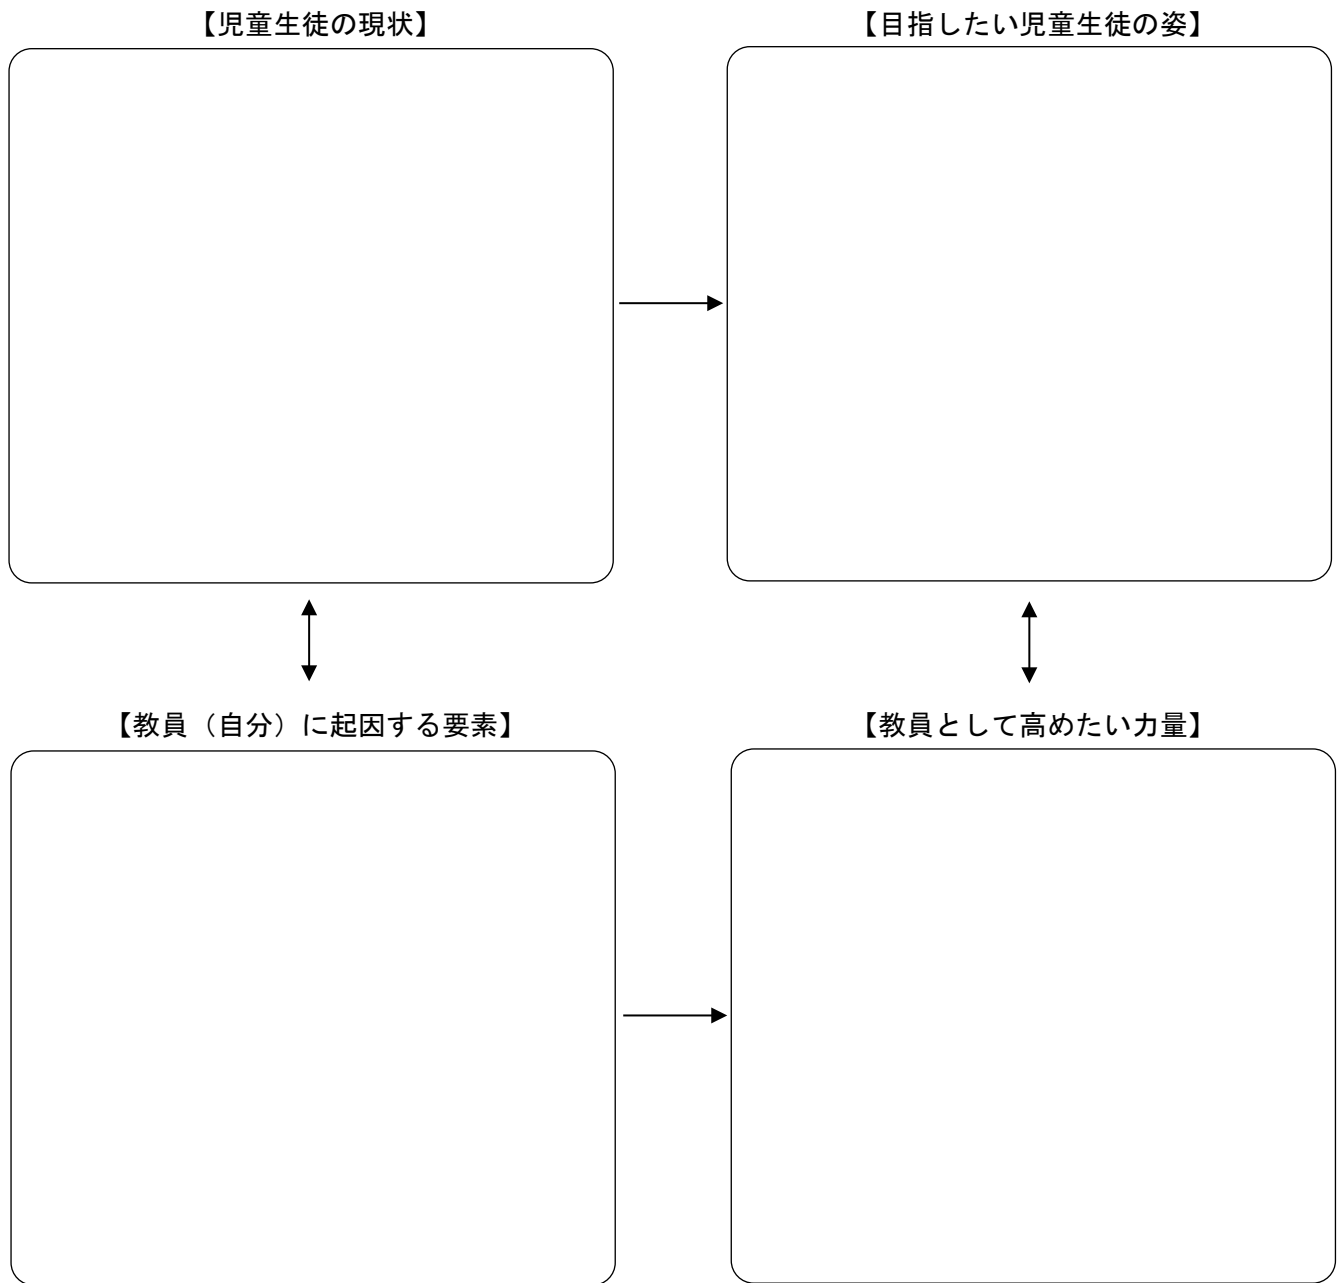 【児童生徒の現状】
【目指したい児童生徒の姿】
【教員（自分）に起因する要素】
【教員として高めたい力量】